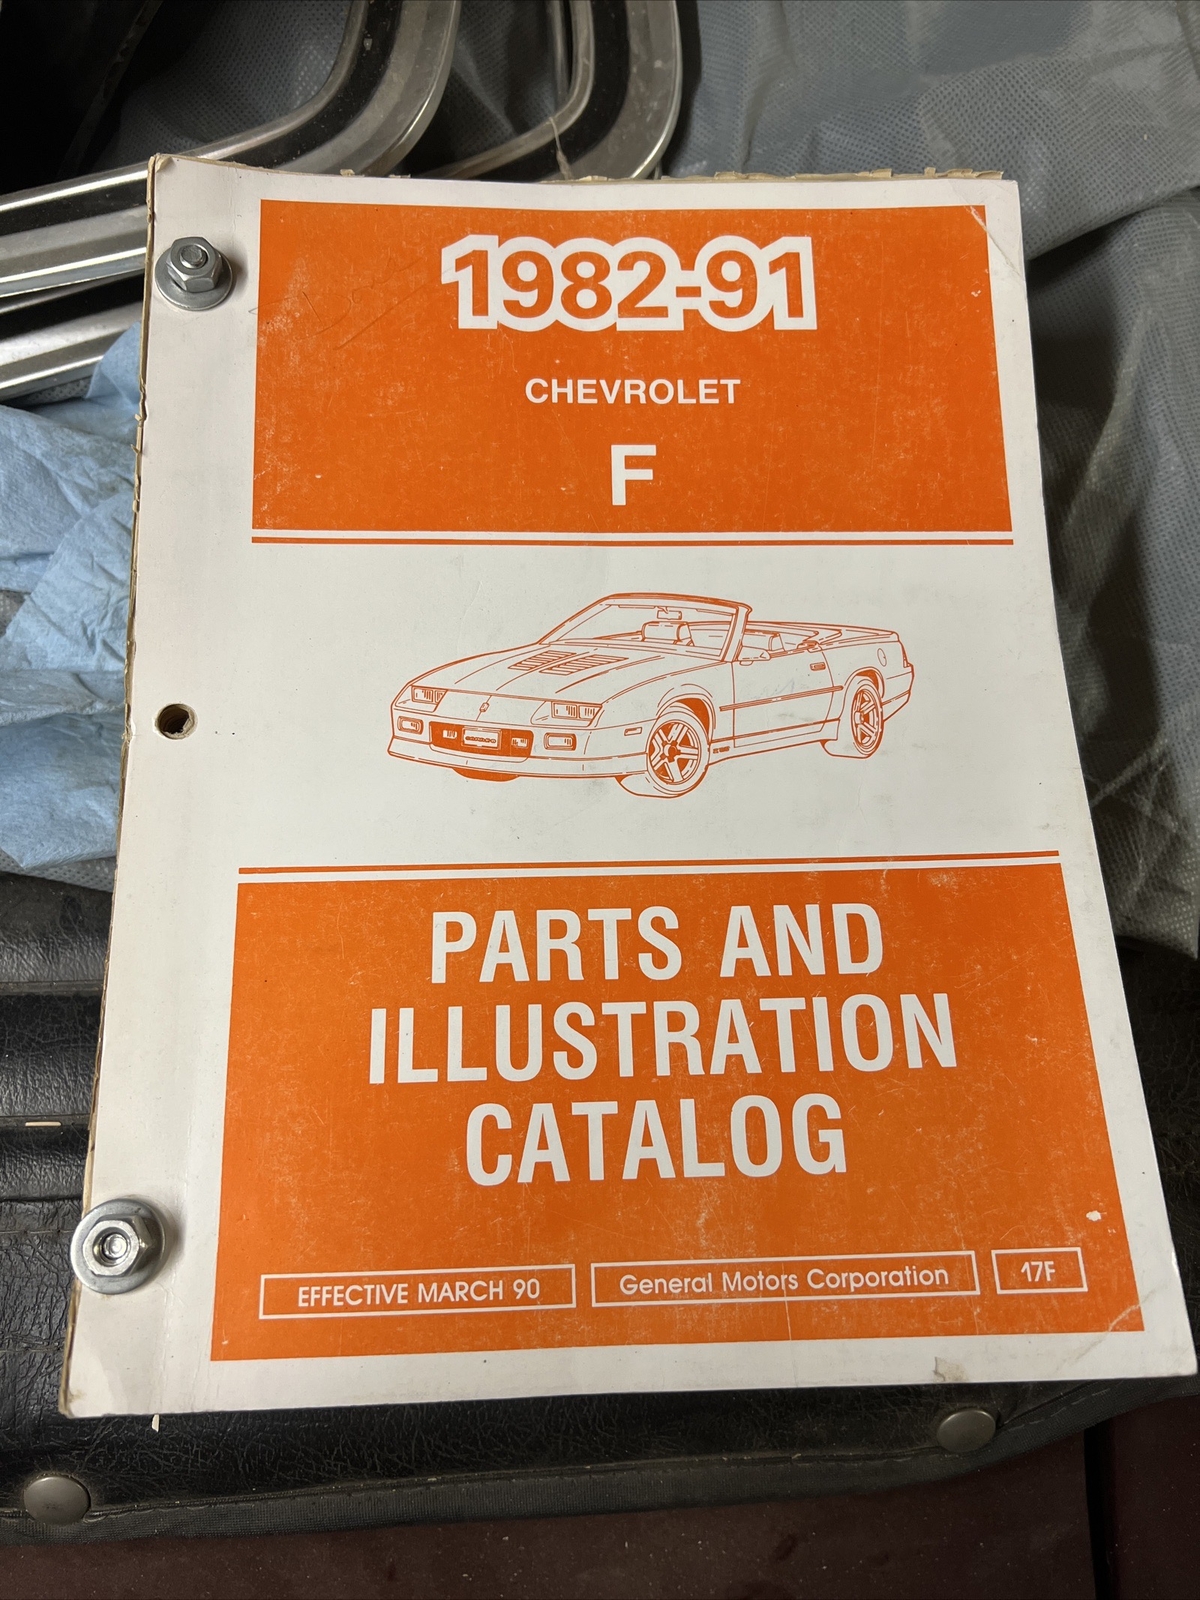 1982-91
CHEVROLET
F
PARTS AND
ILLUSTRATION
CATALOG
EFFECTIVE MARCH 90
General Motors Corporation
17F